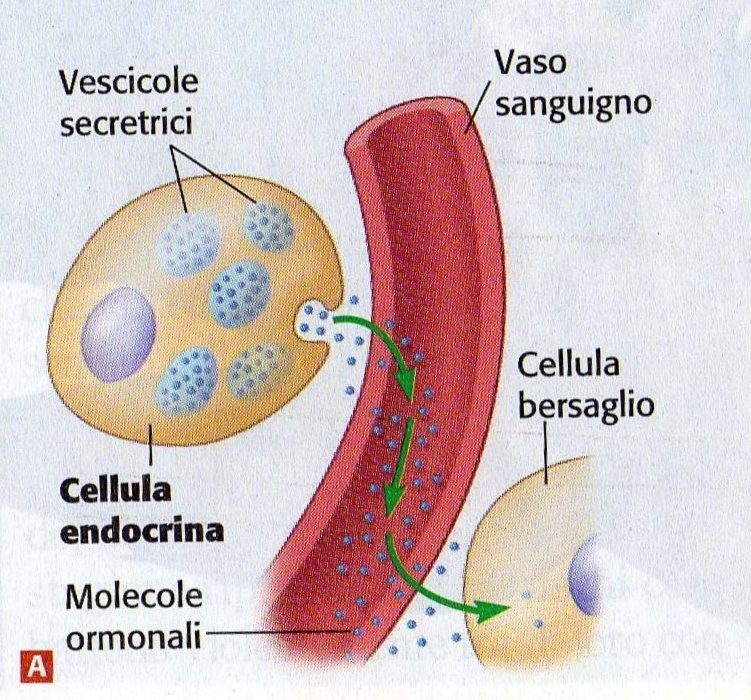 Vescicole
secretrici
Vaso
sanguigno
Cellula
bersaglio
Cellula
endocrina
Molecole
ormonali
A